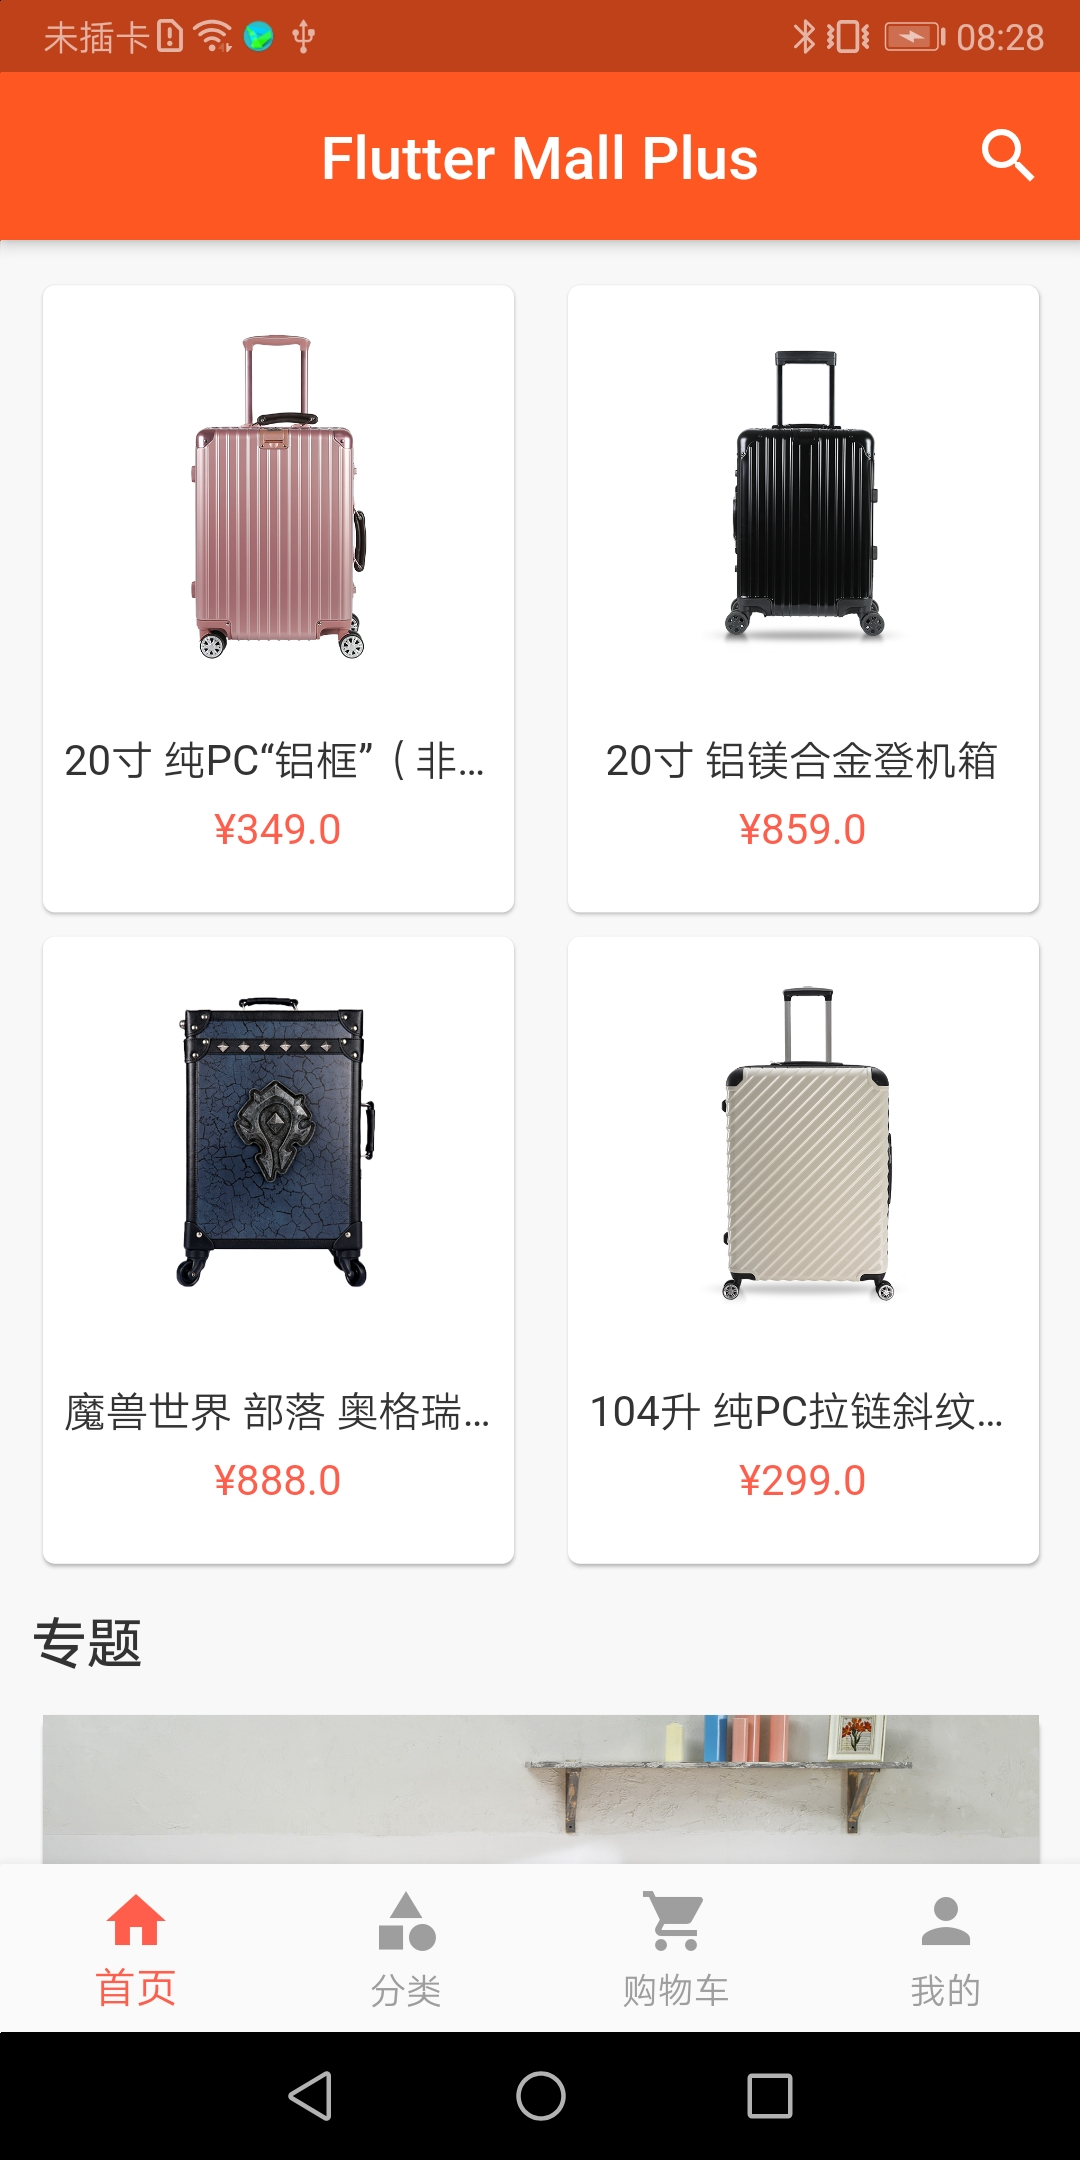 未插卡 08:28
Flutter Mall Plus
20寸 纯PC“铝框”（非...
¥349.0
20寸 铝镁合金登机箱
¥859.0
魔兽世界 部落 奥格瑞...
¥888.0
104升 纯PC拉链斜纹...
¥299.0
专题
首页 分类 购物车 我的